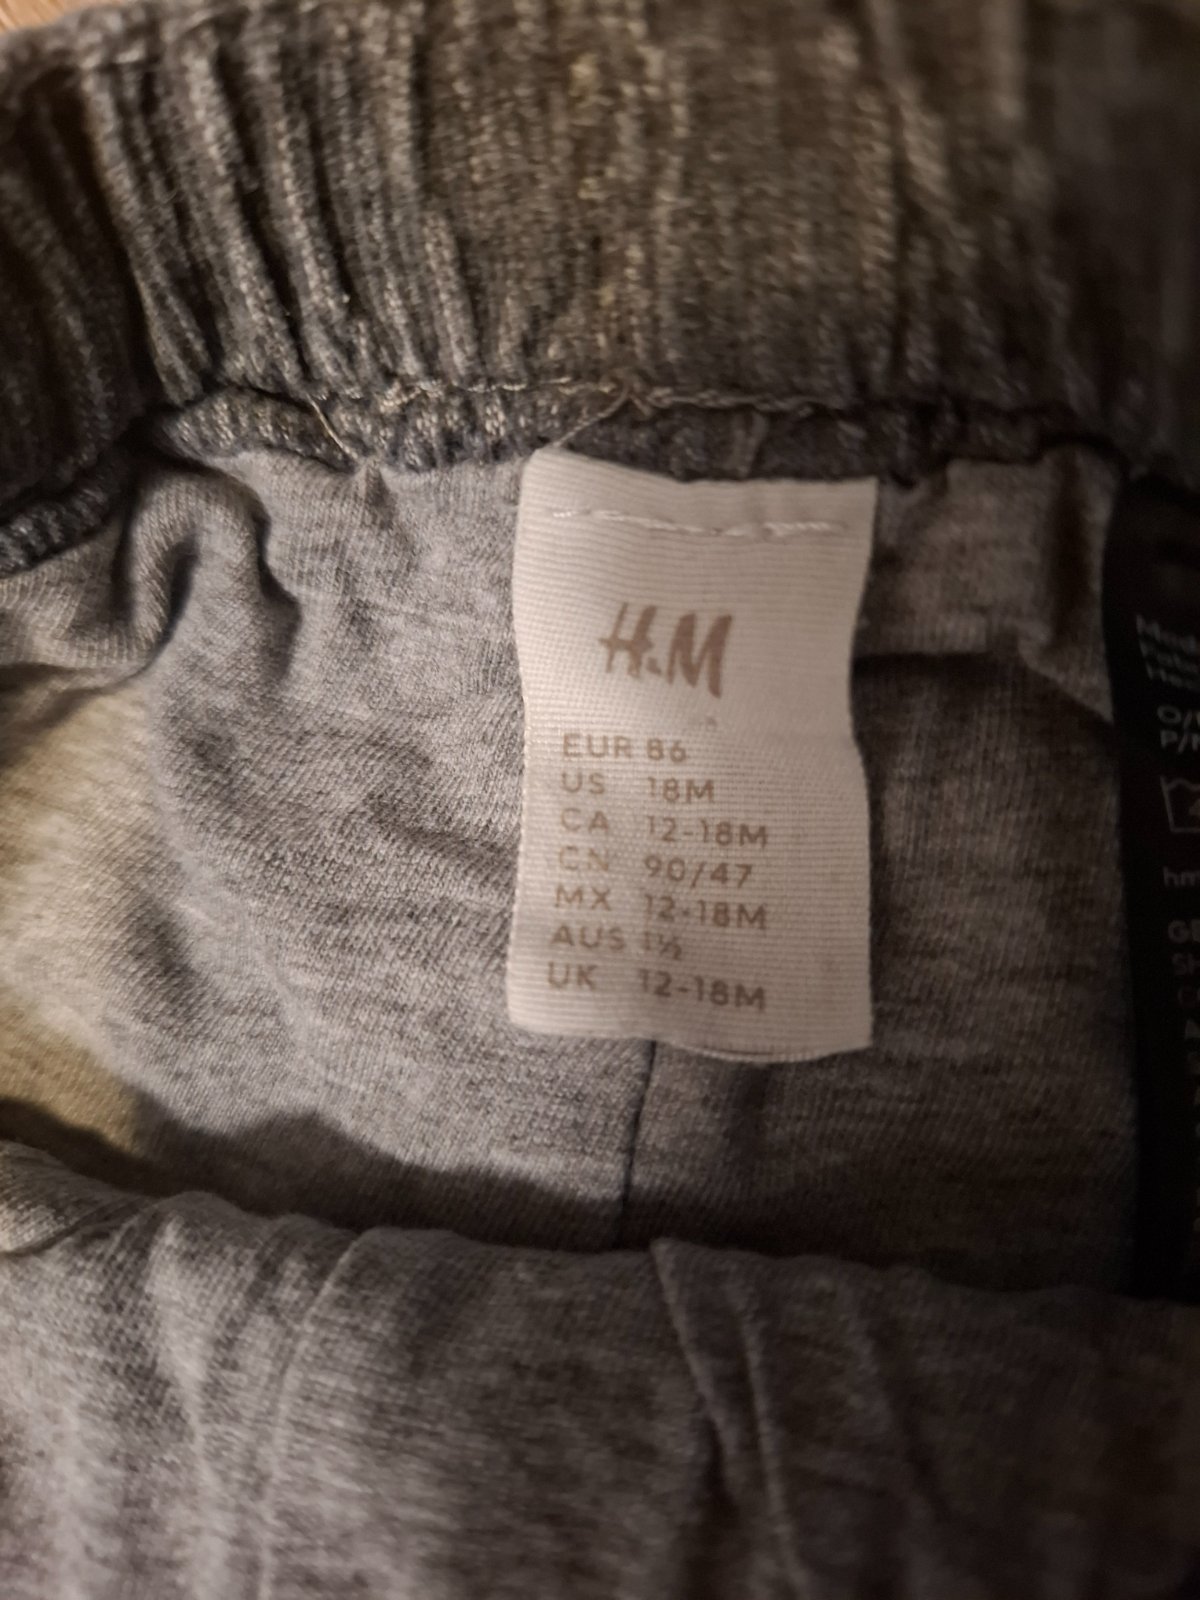 H&M
EUR 86
US 18M
CA 12-18M
CN 90/47
MX 12-18M
AUS 1½
UK 12-18M
O/
P/
hm